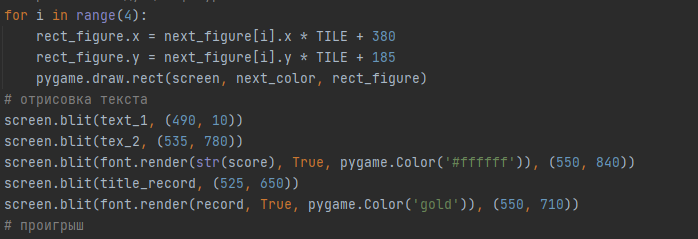 for i in range(4):
    rect_figure.x = next_figure[i].x * TILE + 380
    rect_figure.y = next_figure[i].y * TILE + 185
    pygame.draw.rect(screen, next_color, rect_figure)
# отрисовка текста
screen.blit(text_1, (490, 10))
screen.blit(tex_2, (535, 780))
screen.blit(font.render(str(score), True, pygame.Color('#ffffff')), (550, 840))
screen.blit(title_record, (525, 650))
screen.blit(font.render(record, True, pygame.Color('gold')), (550, 710))
# проигрыш